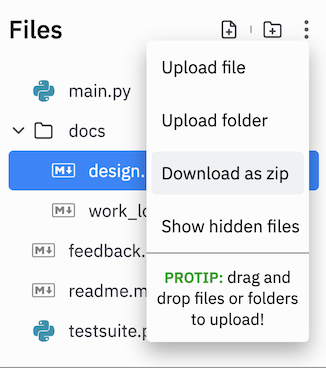 Files
Upload file
main.py
Upload folder
docs
design.
Download as zip
work_lo
Show hidden files
feedback.
PROTIP: drag and
readme.m
drop files or folders
to upload!
testsuite.p